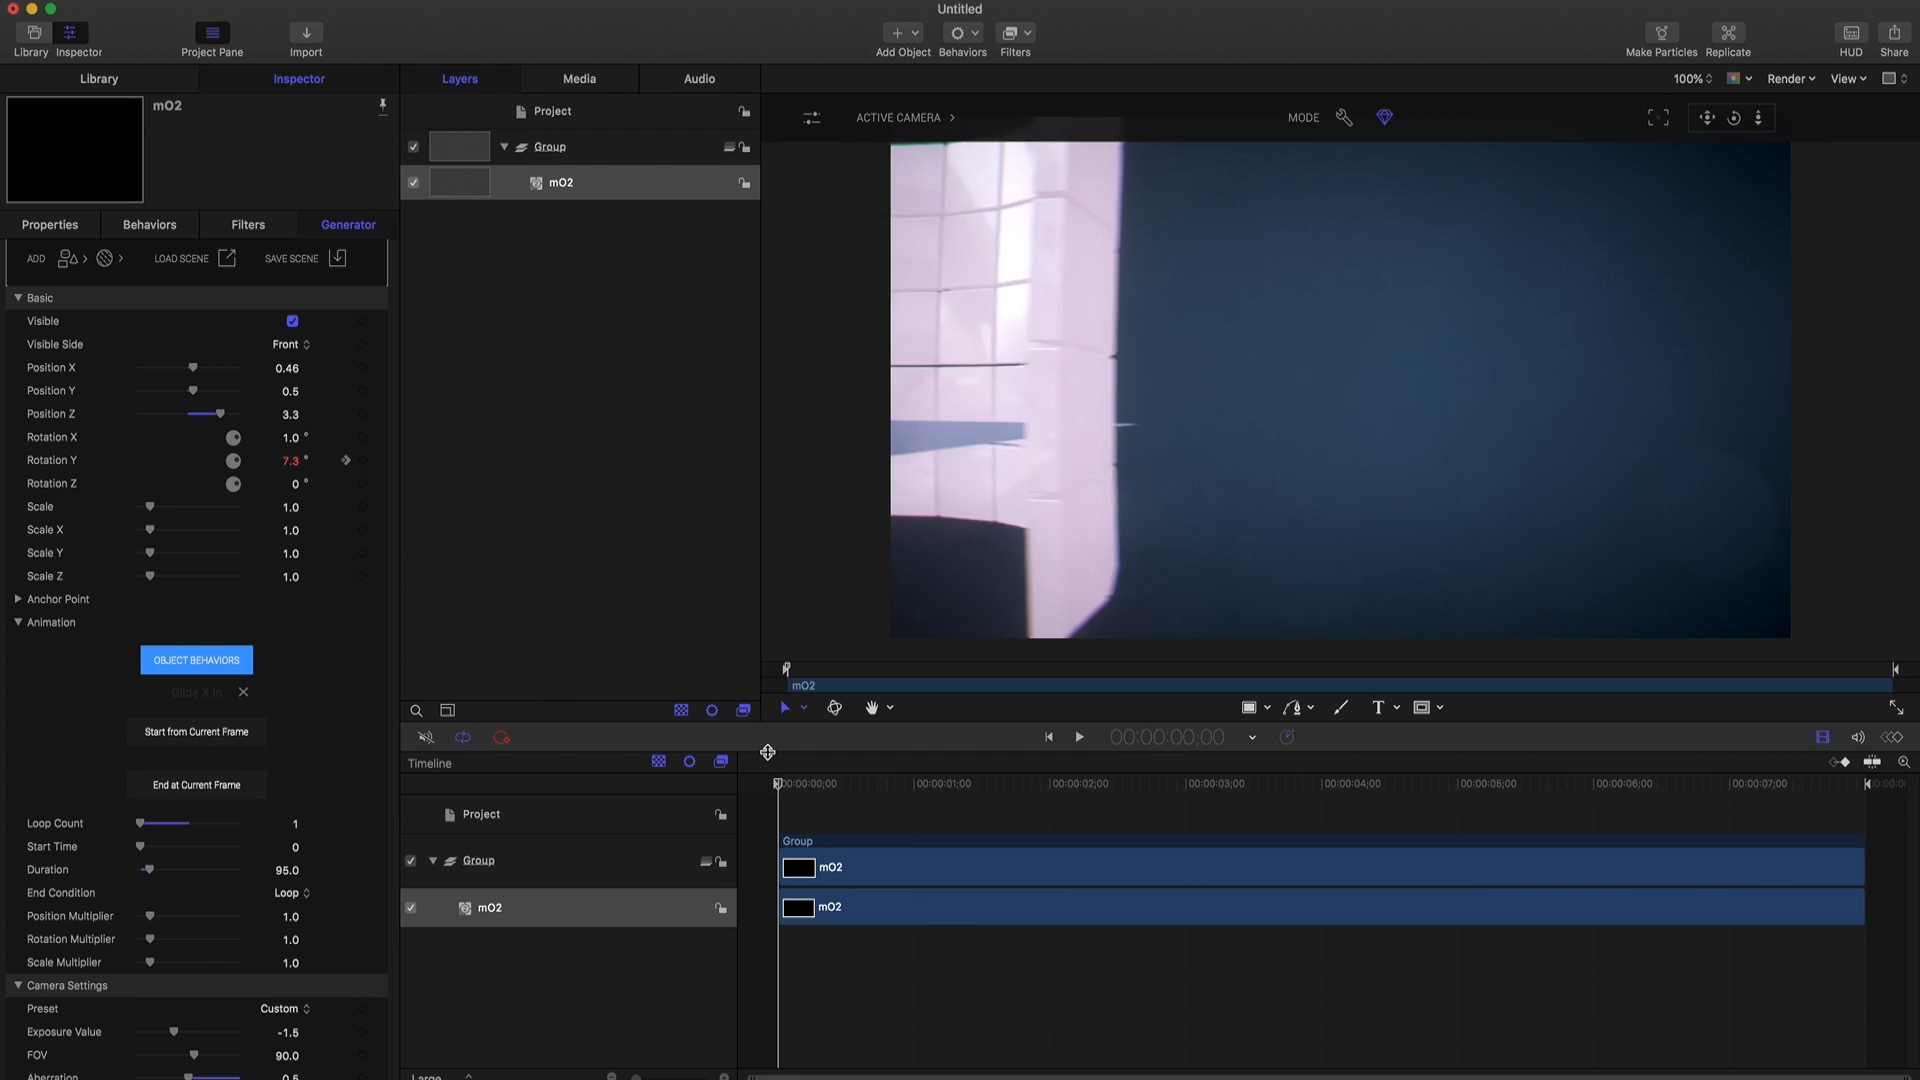 Untitled
Library
Inspector
Project Pane
Import
Add Object
Behaviors
Filters
Make Particles
Replicate
HUD
Share
Library
Inspector
Layers
Media
Audio
100%
Render
View
mO2
Project
Group
mO2
ACTIVE CAMERA
MODE
Properties
Behaviors
Filters
Generator
ADD
LOAD SCENE
SAVE SCENE
Basic
Visible
Visible Side Front
Position X 0.46
Position Y 0.5
Position Z 3.3
Rotation X 1.0 °
Rotation Y 7.3 °
Rotation Z 0 °
Scale 1.0
Scale X 1.0
Scale Y 1.0
Scale Z 1.0
Anchor Point
Animation
OBJECT BEHAVIORS
Glide X In
Start from Current Frame
End at Current Frame
Loop Count 1
Start Time 0
Duration 95.0
End Condition Loop
Position Multiplier 1.0
Rotation Multiplier 1.0
Scale Multiplier 1.0
Camera Settings
Preset Custom
Exposure Value -1.5
FOV 90.0
Aberration 0.5
mO2
T
00:00:00;00
Timeline
00:00:00;00
00:00:01;00
00:00:02;00
00:00:03;00
00:00:04;00
00:00:05;00
00:00:06;00
00:00:07;00
Project
Group
mO2
Group
mO2
mO2
Large